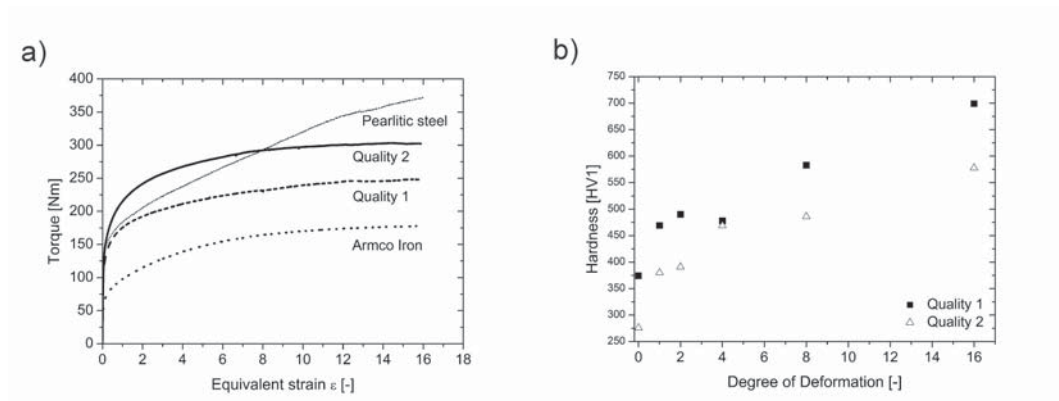 a)
400
350
300
250
200
150
100
50
0
Torque [Nm]
Pearlitic steel
Quality 2
Quality 1
Armco Iron
0 2 4 6 8 10 12 14 16 18
Equivalent strain ε [-]
b)
750
700
650
600
550
500
450
400
350
300
250
Hardness [HV1]
Quality 1
Quality 2
0 2 4 6 8 10 12 14 16
Degree of Deformation [-]